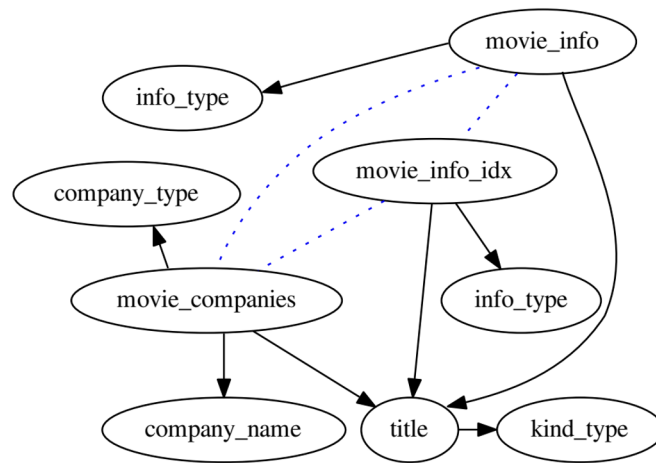 movie_info
info_type
movie_info_idx
company_type
movie_companies
info_type
company_name
title
kind_type